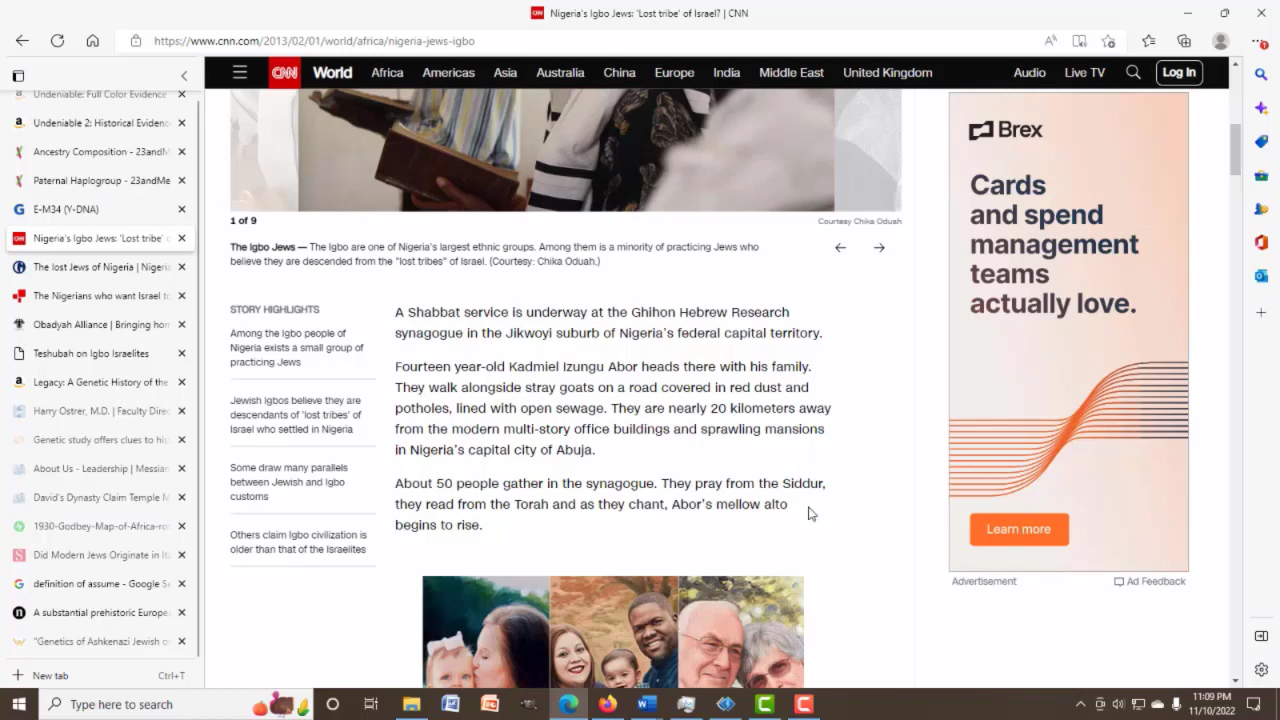 Nigeria's Igbo Jews: 'Lost tribe' of Israel? | CNN
https://www.cnn.com/2013/02/01/world/africa/nigeria-jews-igbo
CNN World Africa Americas Asia Australia China Europe India Middle East United Kingdom Audio Live TV Log In
Undeniable: Full Color Evidence
Undeniable 2: Historical Evidenc
Ancestry Composition - 23andM
Paternal Haplogroup - 23andMe
E-M34 (Y-DNA)
Nigeria's Igbo Jews: 'Lost tribe'
The lost Jews of Nigeria | Nigeria
The Nigerians who want Israel to
Obadyah Alliance | Bringing hom
Teshubah on Igbo Israelites
Legacy: A Genetic History of the
Harry Ostrer, M.D. | Faculty Direc
Genetic study offers clues to his
About Us - Leadership | Messian
David's Dynasty Claim Temple M
1930-Godbey-Map-of-Africa-ro
Did Modern Jews Originate in Ita
definition of assume - Google Se
A substantial prehistoric Europe
"Genetics of Ashkenazi Jewish o
New tab Ctrl+T
1 of 9
Courtesy Chika Oduah
The Igbo Jews — The Igbo are one of Nigeria's largest ethnic groups. Among them is a minority of practicing Jews who
believe they are descended from the "lost tribes" of Israel. (Courtesy: Chika Oduah.)
STORY HIGHLIGHTS
Among the Igbo people of
Nigeria exists a small group of
practicing Jews
Jewish Igbos believe they are
descendants of 'lost tribes' of
Israel who settled in Nigeria
Some draw many parallels
between Jewish and Igbo
customs
Others claim Igbo civilization is
older than that of the Israelites
A Shabbat service is underway at the Ghihon Hebrew Research
synagogue in the Jikwoyi suburb of Nigeria's federal capital territory.
Fourteen year-old Kadmiel Izungu Abor heads there with his family.
They walk alongside stray goats on a road covered in red dust and
potholes, lined with open sewage. They are nearly 20 kilometers away
from the modern multi-story office buildings and sprawling mansions
in Nigeria's capital city of Abuja.
About 50 people gather in the synagogue. They pray from the Siddur,
they read from the Torah and as they chant, Abor's mellow alto
begins to rise.
Brex
Cards
and spend
management
teams
actually love.
Learn more
Advertisement
Ad Feedback
Type here to search
11:09 PM
11/10/2022